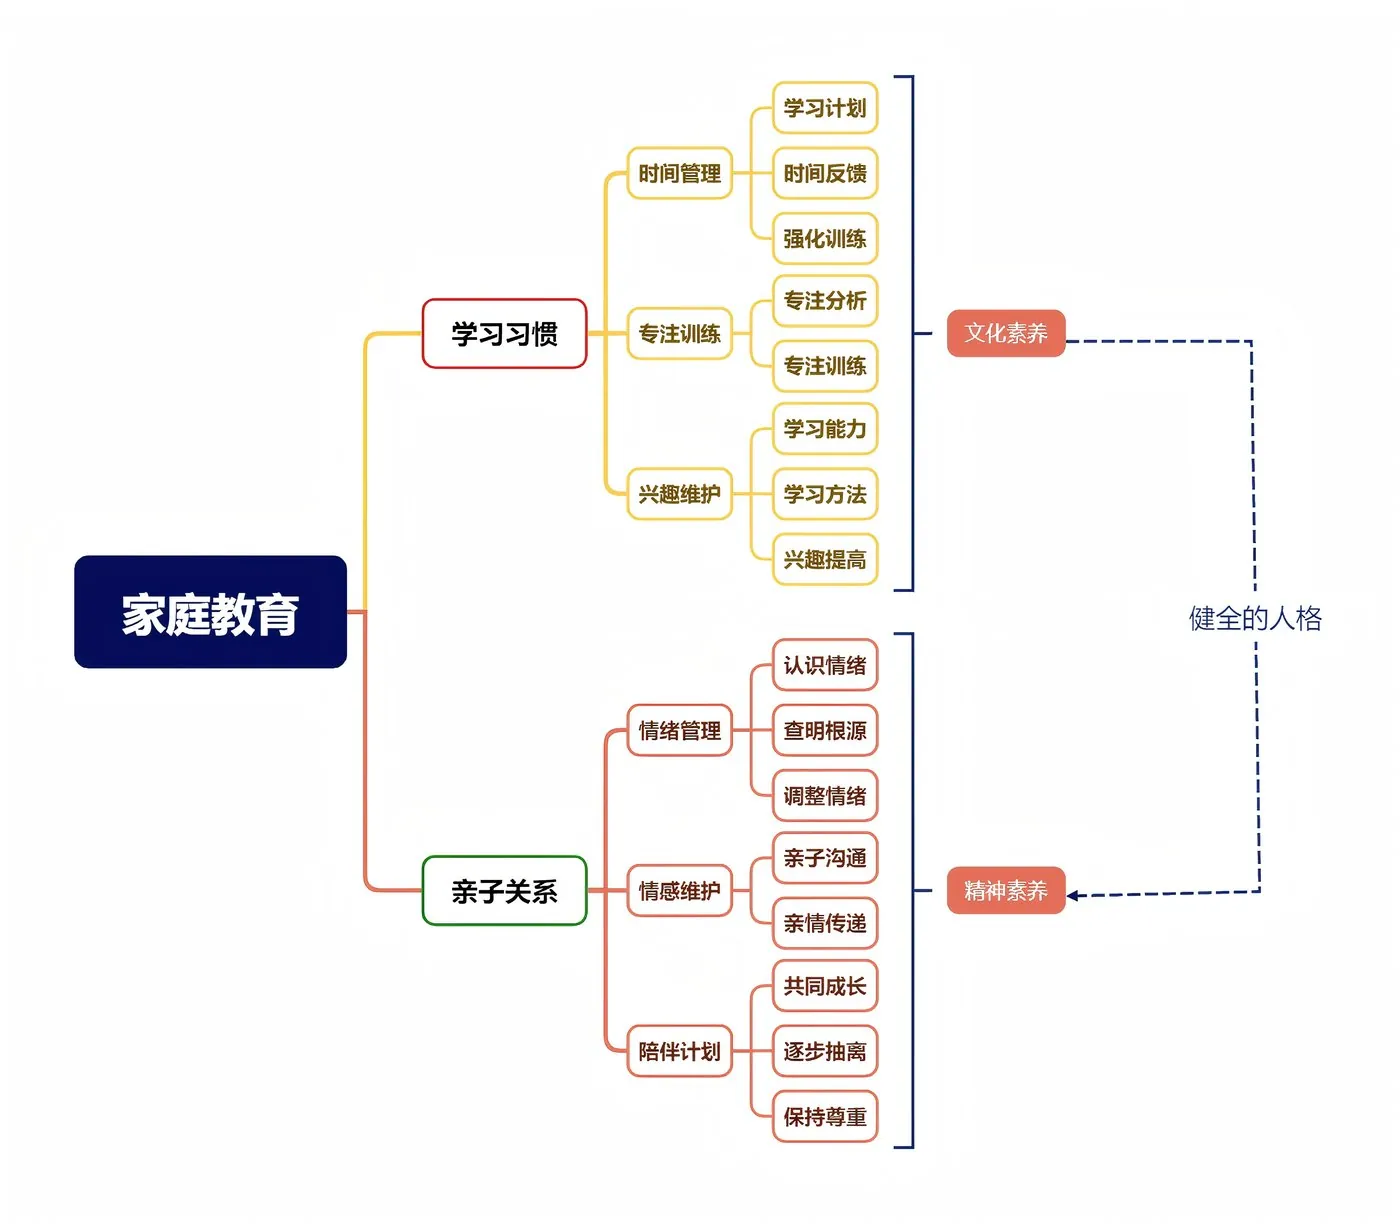 家庭教育
学习习惯
时间管理
学习计划
时间反馈
强化训练
专注训练
专注分析
专注训练
兴趣维护
学习能力
学习方法
兴趣提高
文化素养
亲子关系
情绪管理
认识情绪
查明根源
调整情绪
情感维护
亲子沟通
亲情传递
陪伴计划
共同成长
逐步抽离
保持尊重
精神素养
健全的人格